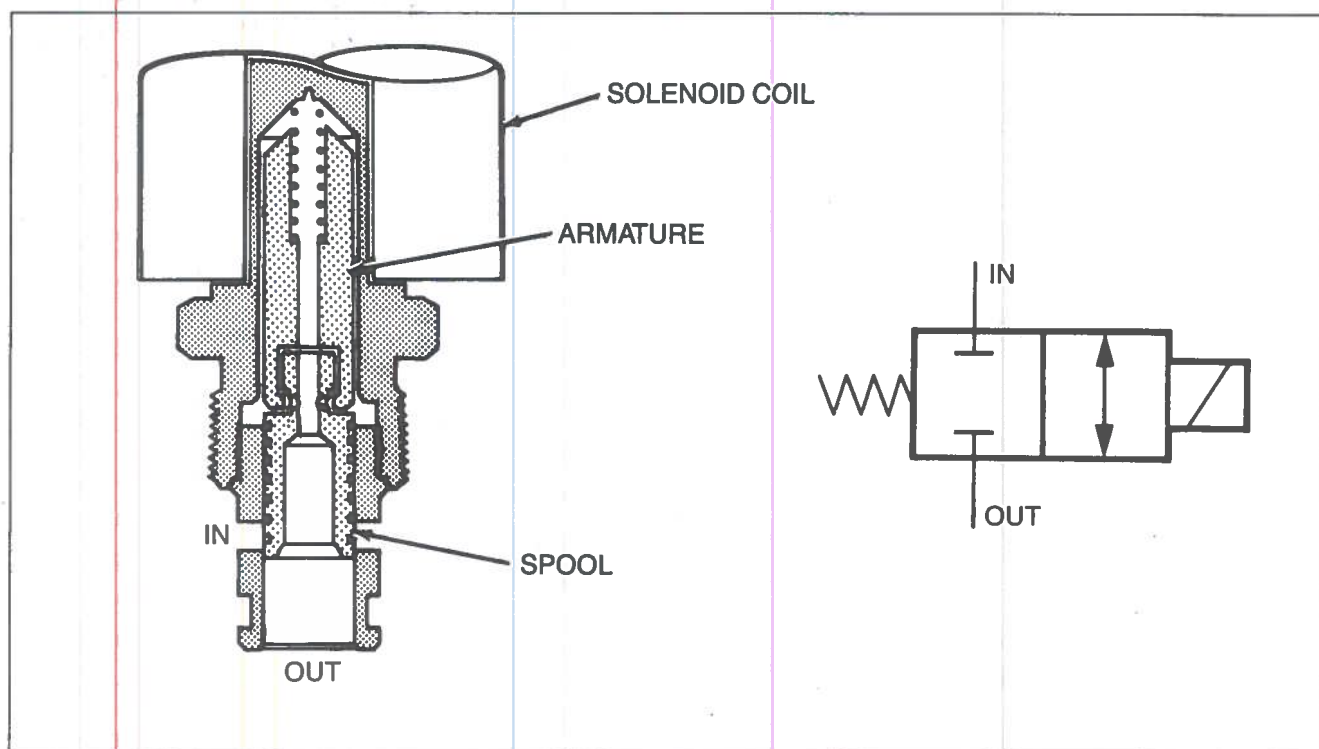 SOLENOID COIL
ARMATURE
IN
SPOOL
OUT
IN
OUT